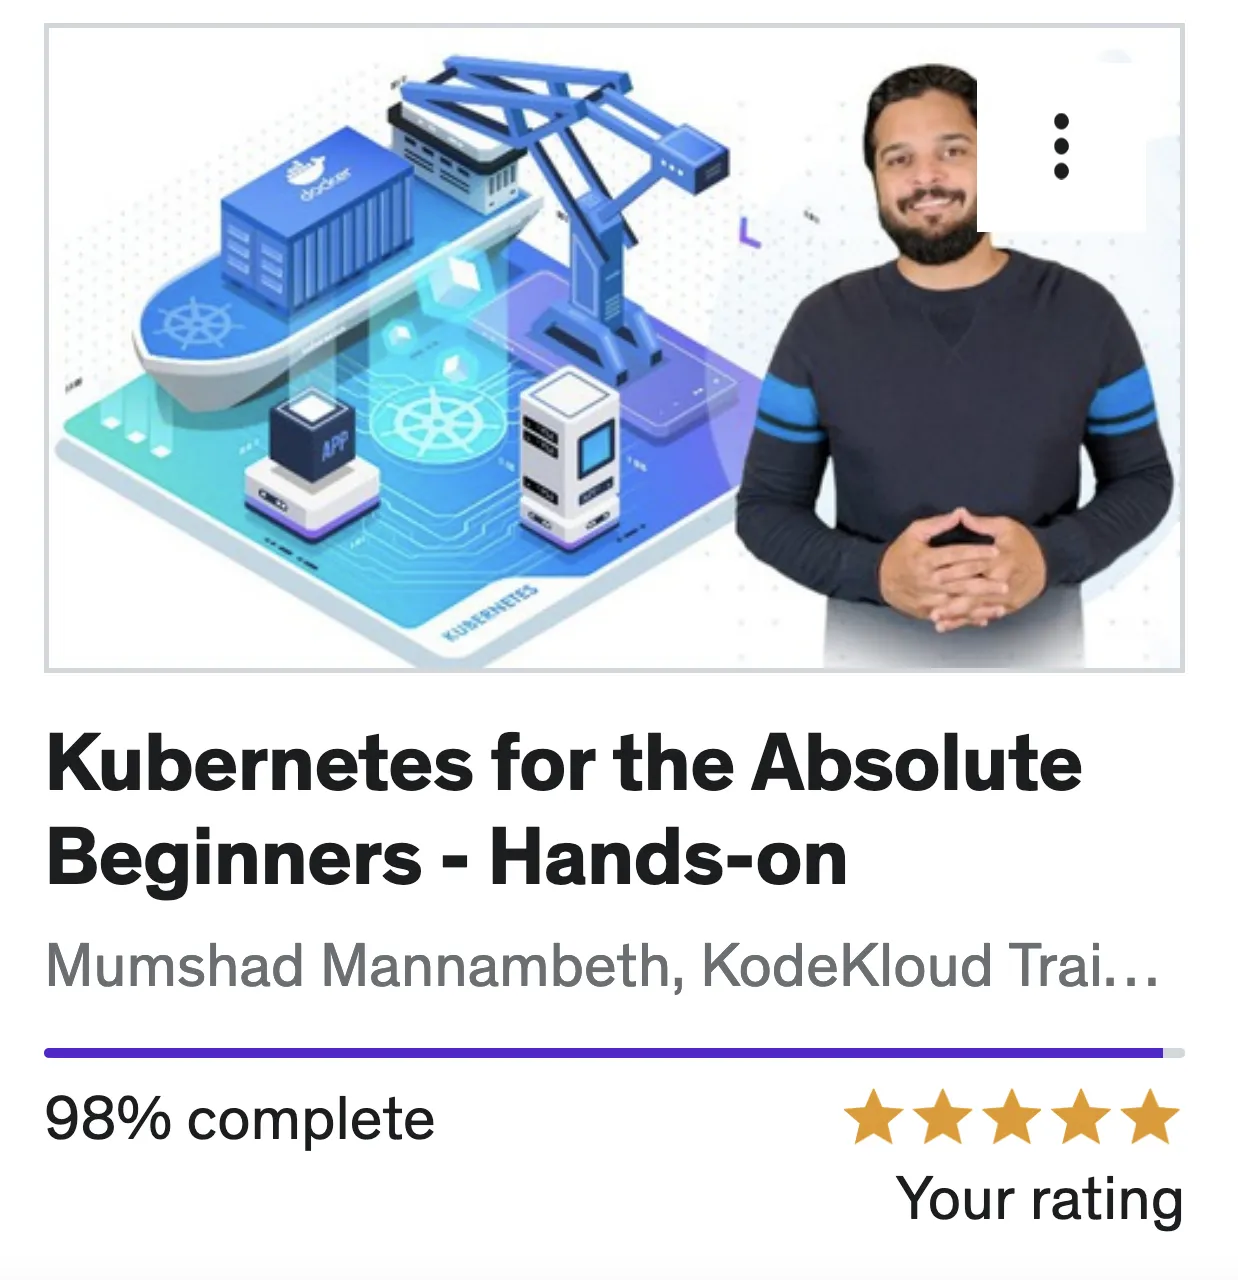 docker
APP
KUBERNETES
Kubernetes for the Absolute
Beginners - Hands-on
Mumshad Mannambeth, KodeKloud Trai...
98% complete
Your rating